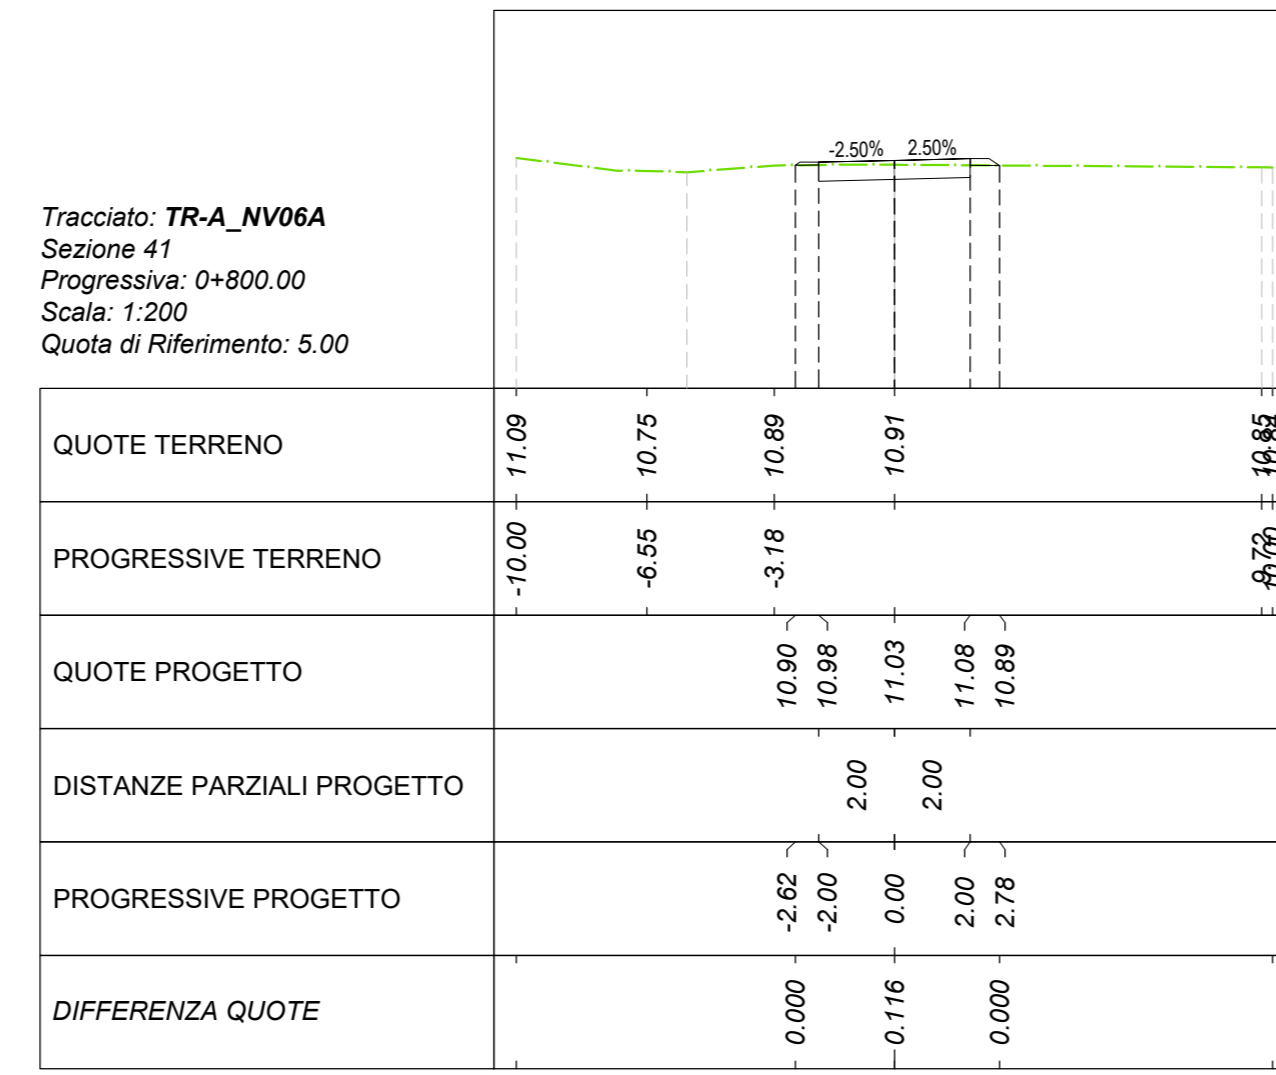 -2.50% 2.50%
Tracciato: TR-A_NV06A
Sezione 41
Progressiva: 0+800.00
Scala: 1:200
Quota di Riferimento: 5.00
QUOTE TERRENO 11.09 10.75 10.89 10.91 10.85
PROGRESSIVE TERRENO -10.00 -6.55 -3.18 9.72 10.00
QUOTE PROGETTO 10.90 10.98 11.03 11.08 10.89
DISTANZE PARZIALI PROGETTO 2.00 2.00
PROGRESSIVE PROGETTO -2.62 -2.00 0.00 2.00 2.78
DIFFERENZA QUOTE 0.000 0.116 0.000